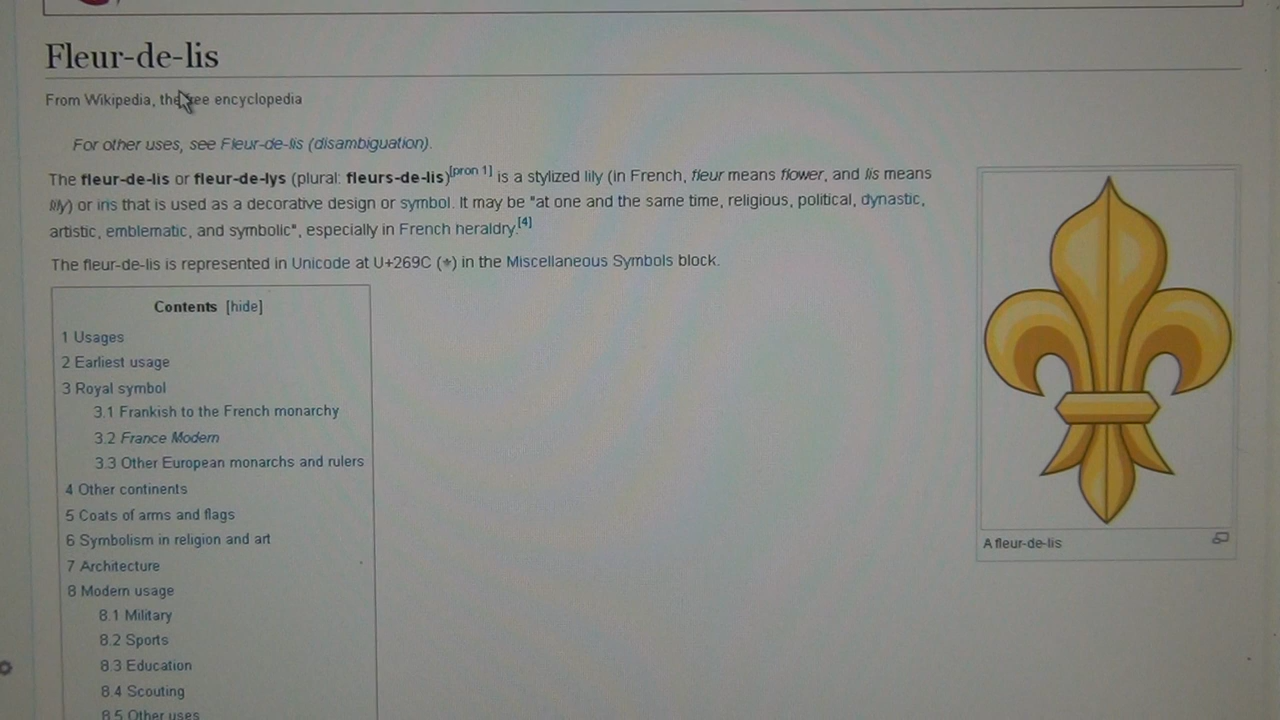 Fleur-de-lis
From Wikipedia, the free encyclopedia
For other uses, see Fleur-de-lis (disambiguation).
The fleur-de-lis or fleur-de-lys (plural: fleurs-de-lis)[pron 1] is a stylized lily (in French, fleur means flower, and lis means
lily) or iris that is used as a decorative design or symbol. It may be "at one and the same time, religious, political, dynastic,
artistic, emblematic, and symbolic", especially in French heraldry.[4]
The fleur-de-lis is represented in Unicode at U+269C (⚜) in the Miscellaneous Symbols block.
Contents [hide]
1 Usages
2 Earliest usage
3 Royal symbol
3.1 Frankish to the French monarchy
3.2 France Modern
3.3 Other European monarchs and rulers
4 Other continents
5 Coats of arms and flags
6 Symbolism in religion and art
7 Architecture
8 Modern usage
8.1 Military
8.2 Sports
8.3 Education
8.4 Scouting
8.5 Other uses
A fleur-de-lis